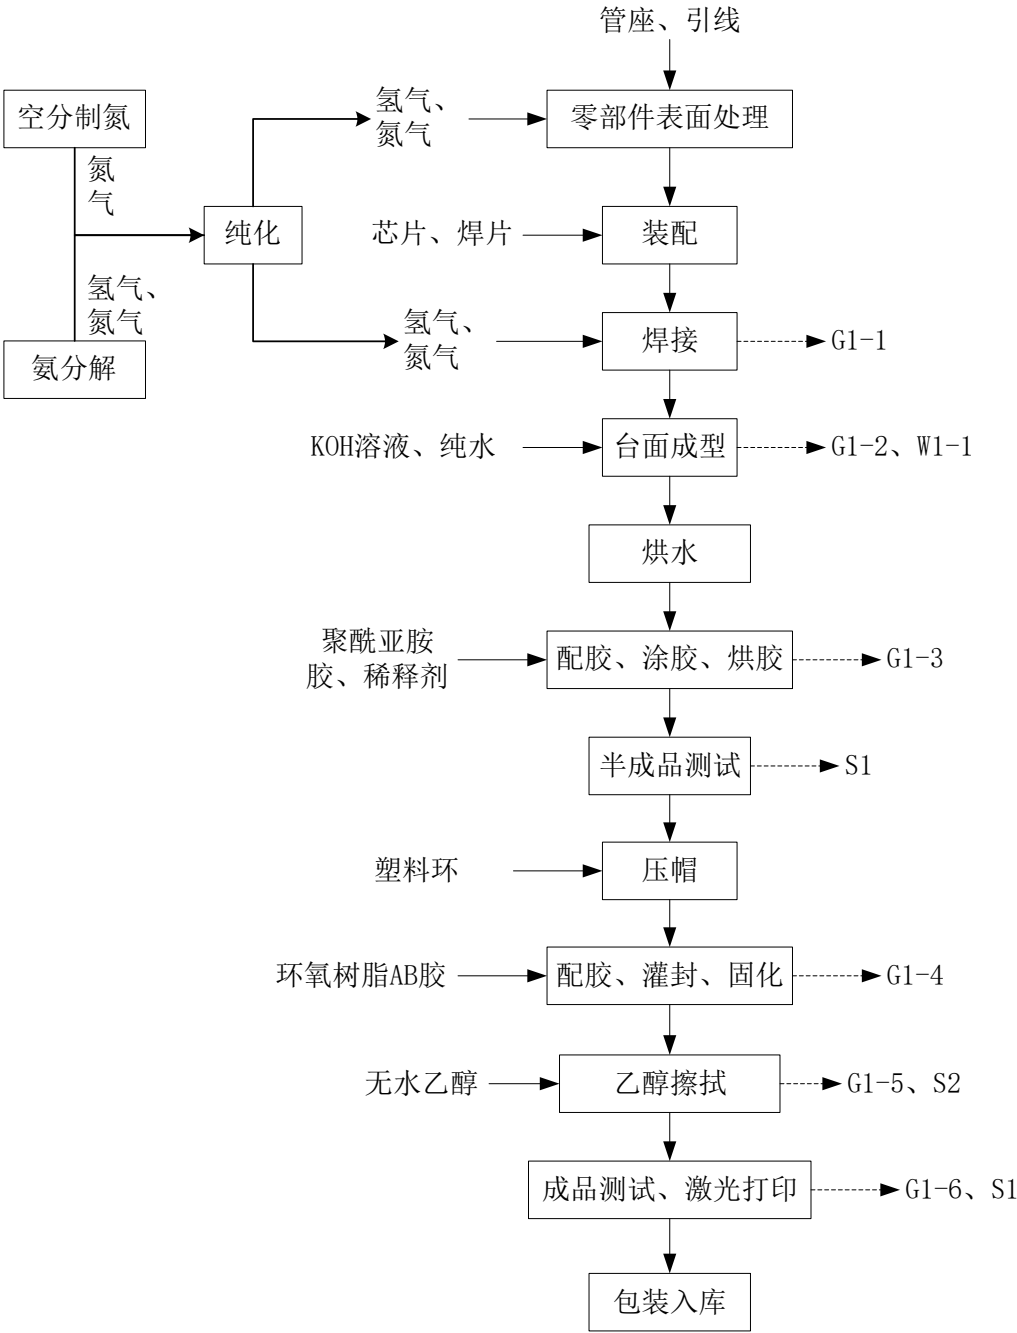 管座、引线
空分制氮
氢气、
氮气
零部件表面处理
氮
气
纯化
芯片、焊片
装配
氢气、
氮气
氨分解
氢气、
氮气
焊接
G1-1
KOH溶液、纯水
台面成型
G1-2、W1-1
烘水
聚酰亚胺
胶、稀释剂
配胶、涂胶、烘胶
G1-3
半成品测试
S1
塑料环
压帽
环氧树脂AB胶
配胶、灌封、固化
G1-4
无水乙醇
乙醇擦拭
G1-5、S2
成品测试、激光打印
G1-6、S1
包装入库